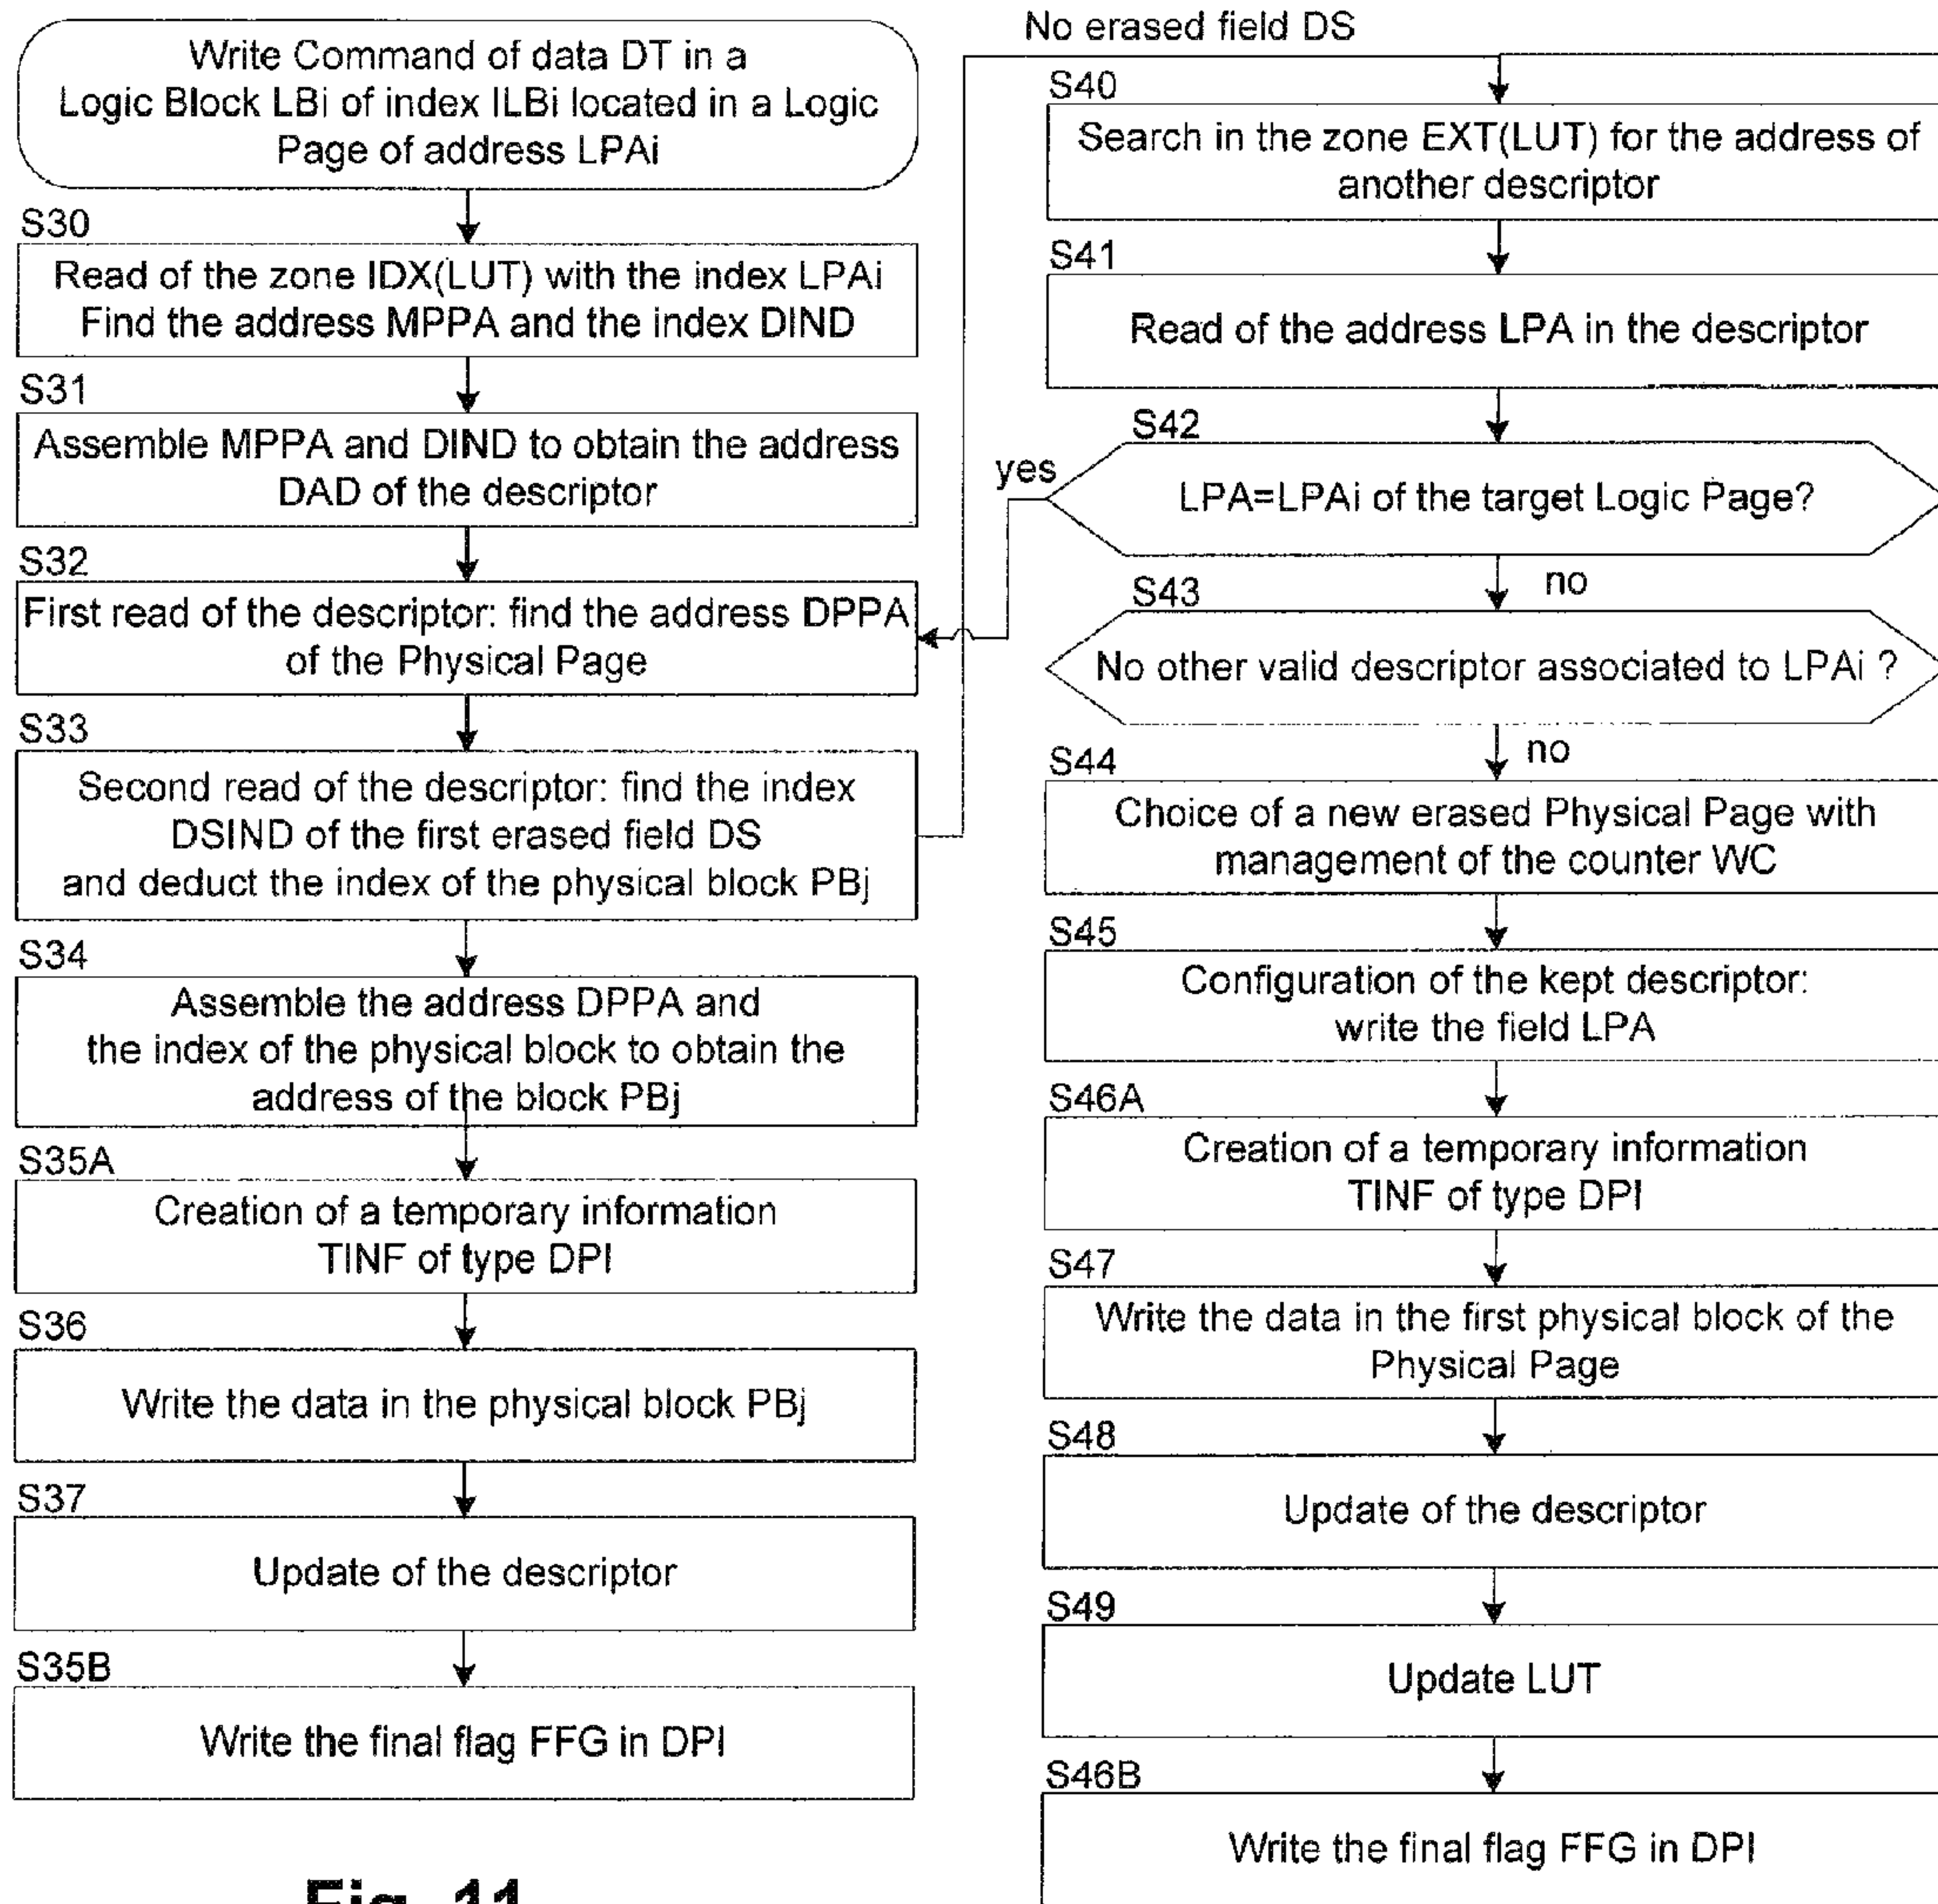 Write Command of data DT in a
Logic Block LBi of index ILBi located in a Logic
Page of address LPAi
S30
Read of the zone IDX(LUT) with the index LPAi
Find the address MPPA and the index DIND
S31
Assemble MPPA and DIND to obtain the address
DAD of the descriptor
S32
First read of the descriptor: find the address DPPA
of the Physical Page
S33
Second read of the descriptor: find the index
DSIND of the first erased field DS
and deduct the index of the physical block PBj
S34
Assemble the address DPPA and
the index of the physical block to obtain the
address of the block PBj
S35A
Creation of a temporary information
TINF of type DPI
S36
Write the data in the physical block PBj
S37
Update of the descriptor
S35B
Write the final flag FFG in DPI
Fig. 11
No erased field DS
S40
Search in the zone EXT(LUT) for the address of
another descriptor
S41
Read of the address LPA in the descriptor
S42
yes
LPA=LPAi of the target Logic Page?
no
S43
No other valid descriptor associated to LPAi ?
no
S44
Choice of a new erased Physical Page with
management of the counter WC
S45
Configuration of the kept descriptor:
write the field LPA
S46A
Creation of a temporary information
TINF of type DPI
S47
Write the data in the first physical block of the
Physical Page
S48
Update of the descriptor
S49
Update LUT
S46B
Write the final flag FFG in DPI